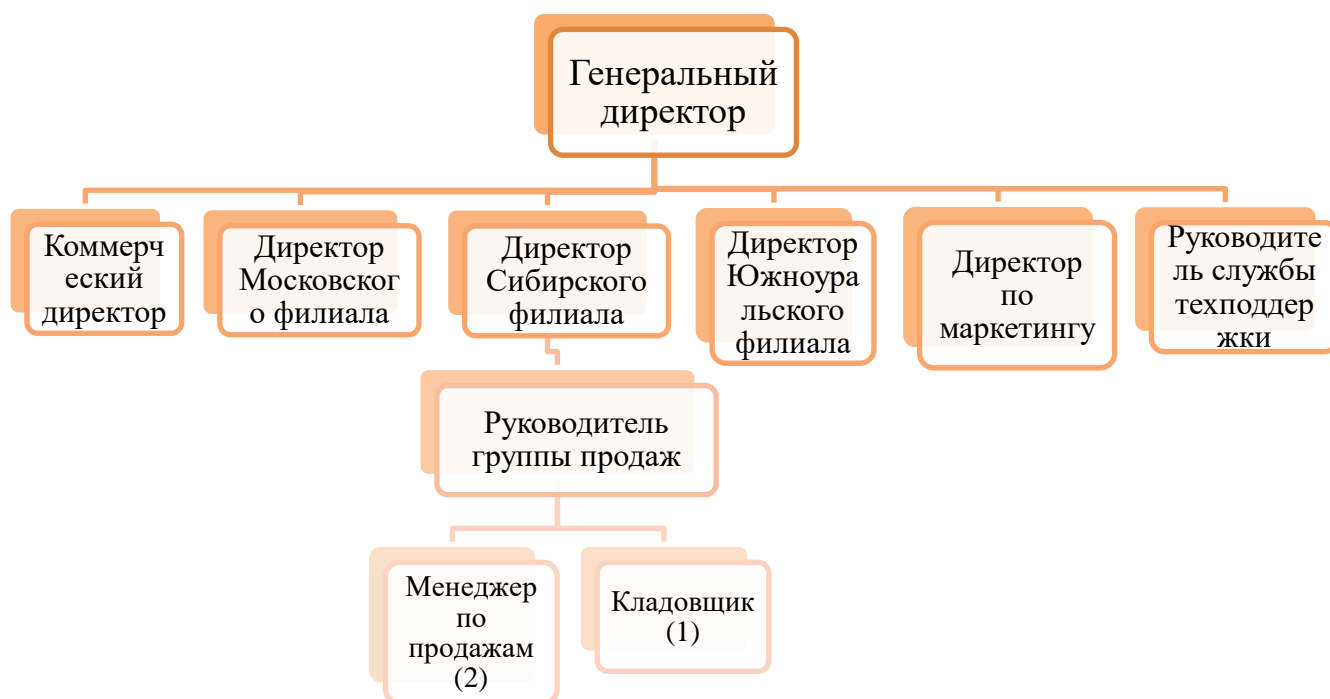 Генеральный
директор
Коммерч
еский
директор
Директор
Московског
о филиала
Директор
Сибирского
филиала
Директор
Южноура
льского
филиала
Директор
по
маркетингу
Руководите
ль службы
техподдер
жки
Руководитель
группы продаж
Менеджер
по
продажам
(2)
Кладовщик
(1)